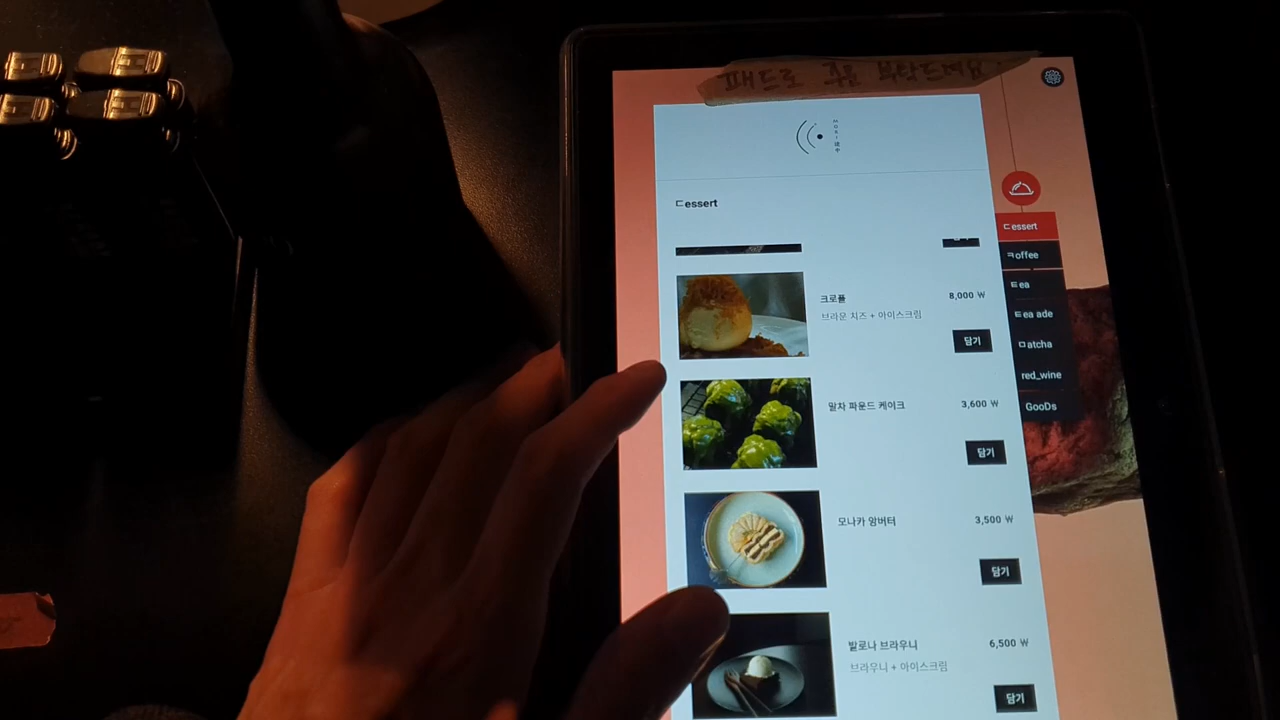 패드로 주문 부탁드려요.
MORI
ㄷessert
크로플
8,000 ₩
브라운 치즈 + 아이스크림
담기
말차 파운드 케이크
3,600 ₩
담기
모나카 앙버터
3,500 ₩
담기
발로나 브라우니
6,500 ₩
브라우니 + 아이스크림
담기
ㄷessert
ㅋoffee
ㅌea
ㅌea ade
ㅁatcha
red_wine
GooDs